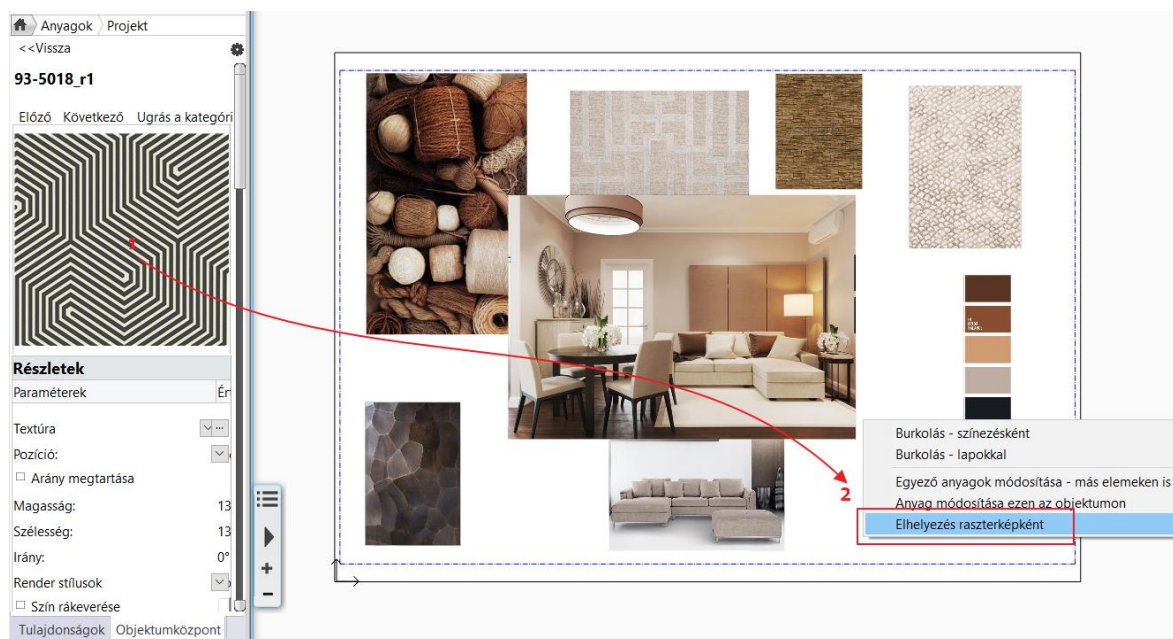 Anyagok Projekt
<<Vissza
93-5018_r1
Előző Következő Ugrás a kategóri
1
Részletek
Paraméterek Ér
Textúra
Pozíció:
Arány megtartása
Magasság: 13
Szélesség: 13
Irány: 0°
Render stílusok
Szín rákeverése
Tulajdonságok Objektumközpont
2
Burkolás - színezésként
Burkolás - lapokkal
Egyező anyagok módosítása - más elemeken is
Anyag módosítása ezen az objektumon
Elhelyezés raszterképként